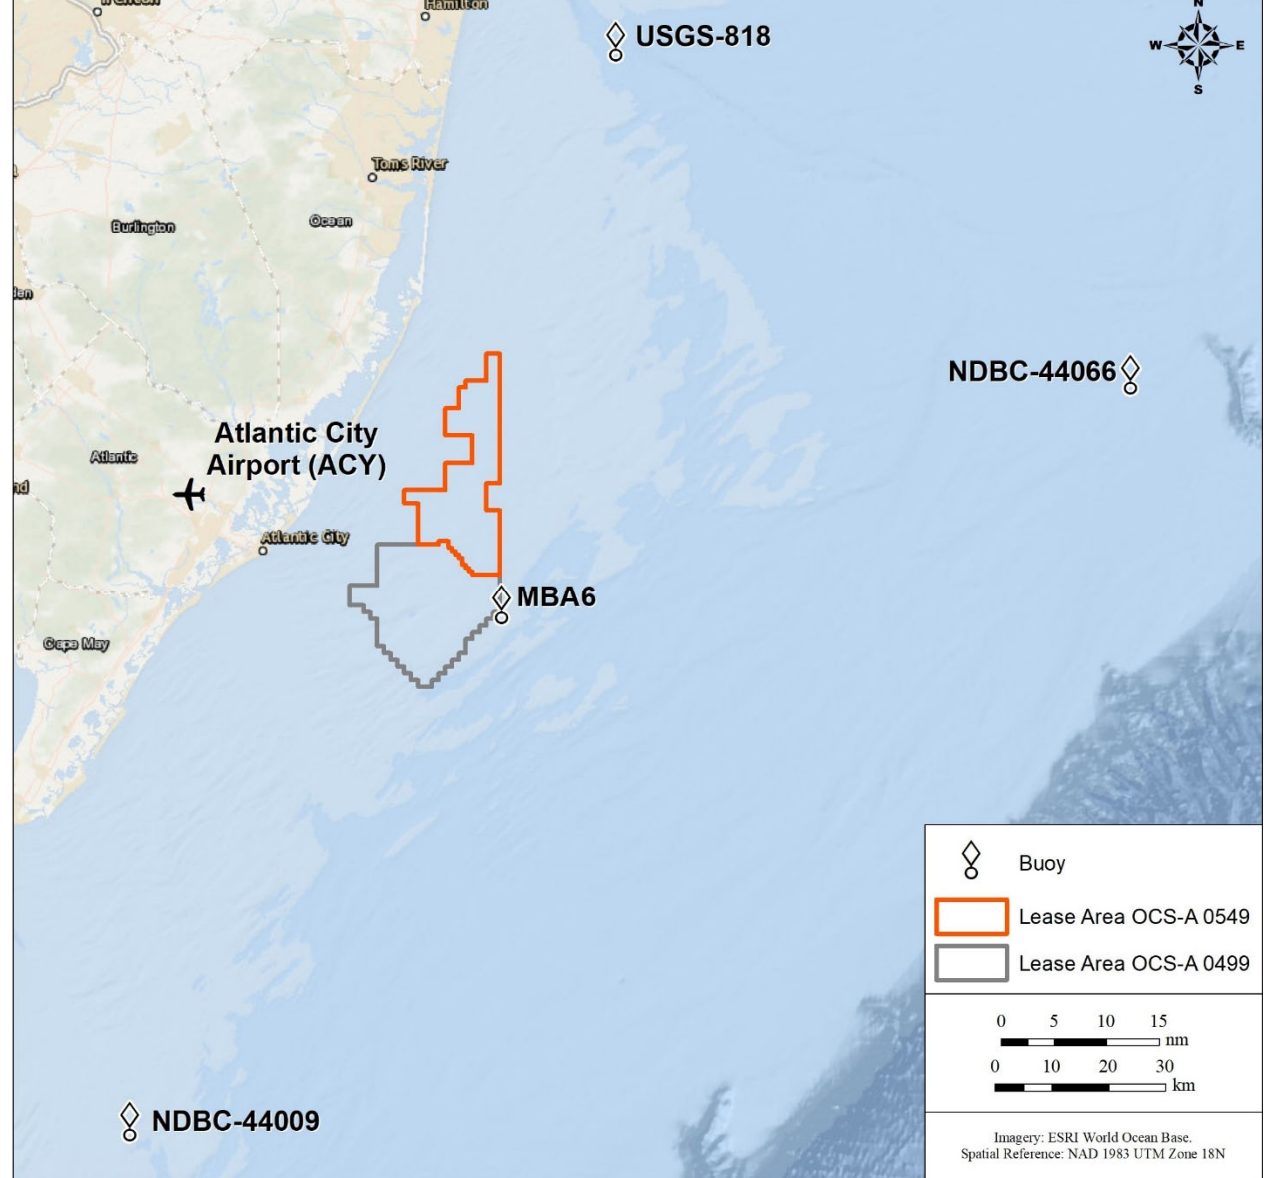 Hamilton
N
W
E
S
USGS-818
Toms River
Burlington
Ocean
NDBC-44066
Atlantic City
Airport (ACY)
Atlantic
Atlantic City
MBA6
Cape May
Buoy
Lease Area OCS-A 0549
Lease Area OCS-A 0499
0 5 10 15
nm
0 10 20 30
km
NDBC-44009
Imagery: ESRI World Ocean Base.
Spatial Reference: NAD 1983 UTM Zone 18N